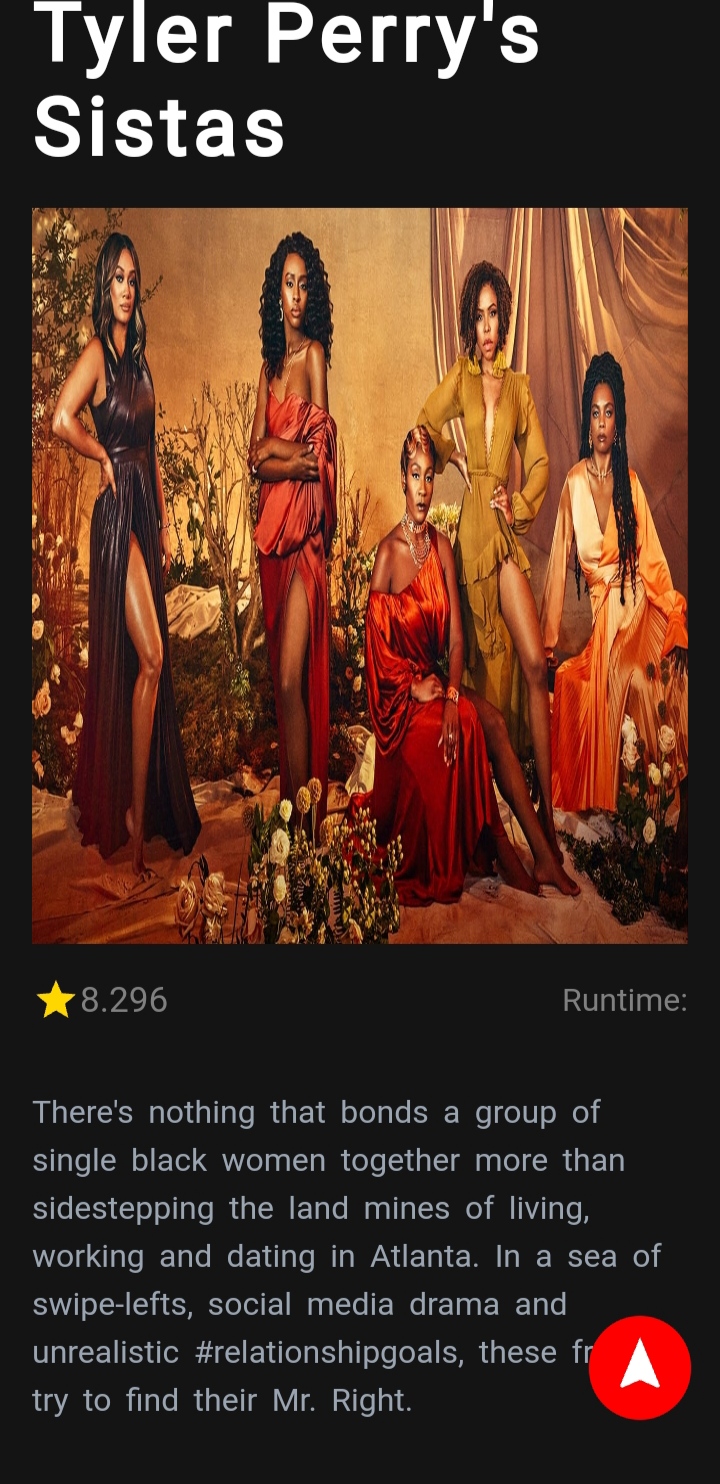 Tyler Perry's
Sistas
8.296
Runtime:
There's nothing that bonds a group of
single black women together more than
sidestepping the land mines of living,
working and dating in Atlanta. In a sea of
swipe-lefts, social media drama and
unrealistic #relationshipgoals, these
try to find their Mr. Right.